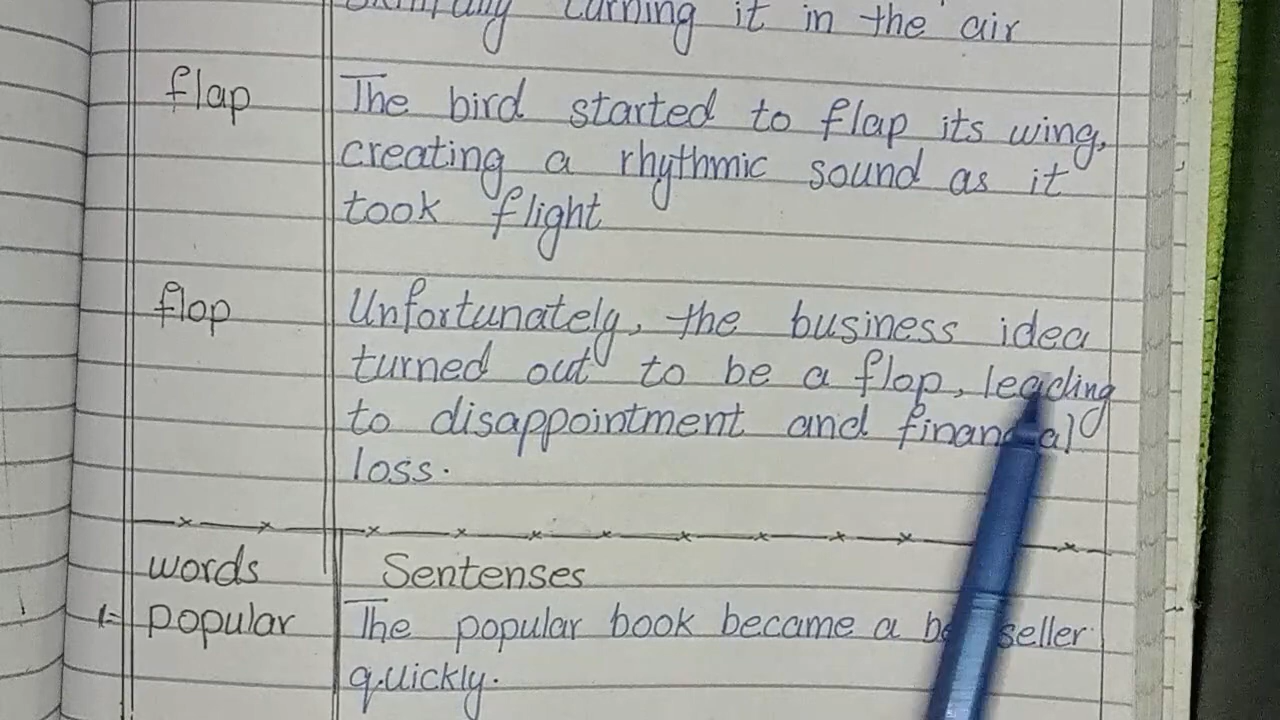 turning it in the air
flap The bird started to flap its wing,
creating a rhythmic sound as it
took flight
flop Unfortunately, the business idea
turned out to be a flop, leading
to disappointment and financial
loss.
words Sentenses
1= popular The popular book became a seller
quickly.